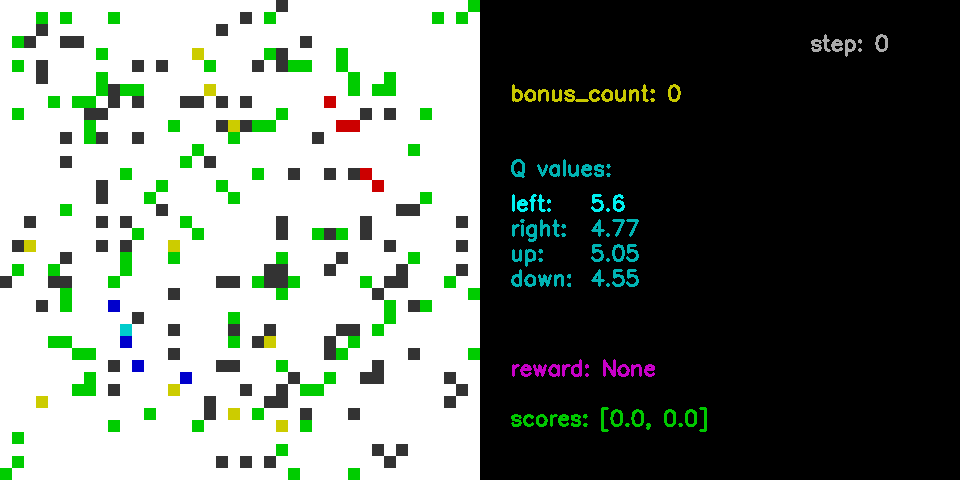 step: 0
bonus_count: 0
Q values:
left: 5.6
right: 4.77
up: 5.05
down: 4.55
reward: None
scores: [0.0, 0.0]